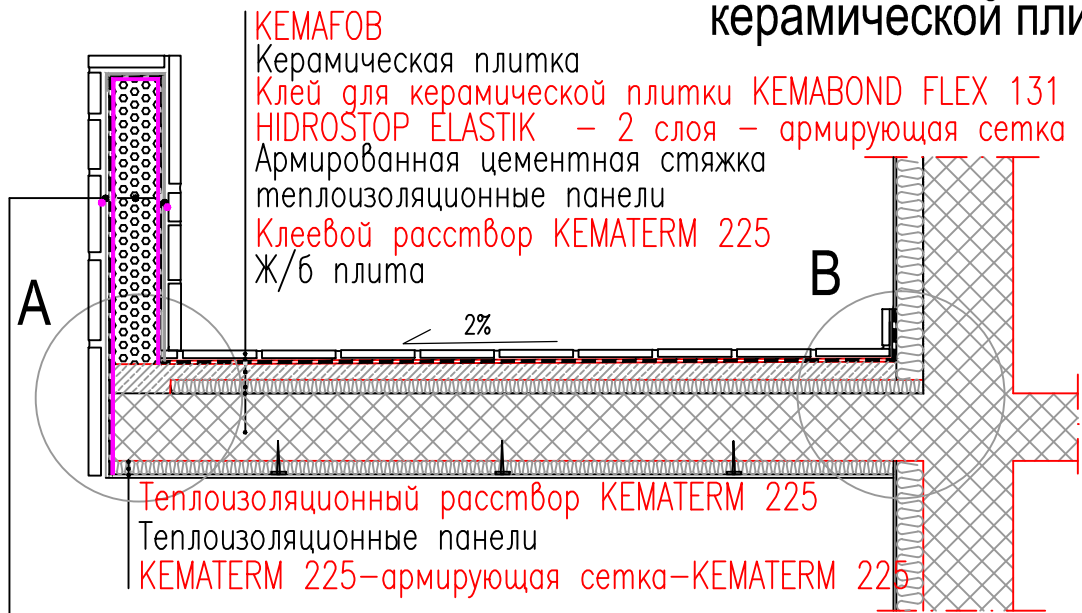 керамической
KEMAFOB
Керамическая плитка
Клей для керамической плитки KEMABOND FLEX 131
HIDROSTOP ELASTIK – 2 слоя – армирующая сетка
Армированная цементная стяжка
теплоизоляционные панели
Клеевой расствор KEMATERM 225
Ж/б плита
A
B
2%
Теплоизоляционный расствор KEMATERM 225
Теплоизоляционные панели
KEMATERM 225-армирующая сетка-KEMATERM 225